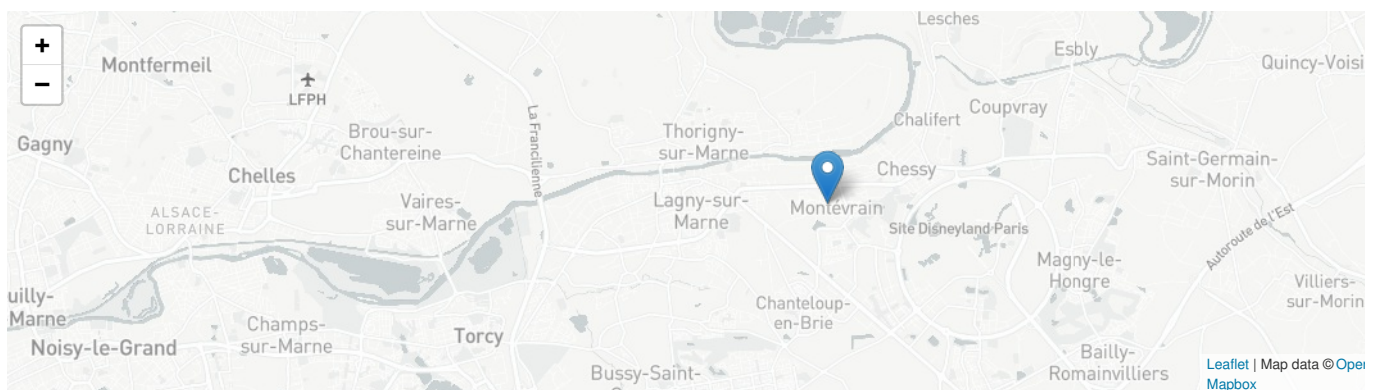 Lesches
+
Esbly
Montfermeil
Quincy-Voisi
−
LFPH
La Francilienne
Coupvray
Chalifert
Brou-sur-
Chantereine
Thorigny-
sur-Marne
Gagny
Chessy
Saint-Germain-
sur-Morin
Chelles
Vaires-
sur-Marne
Lagny-sur-
Marne
Montévrain
ALSACE-
LORRAINE
Site Disneyland Paris
Autoroute de l'Est
Magny-le-
Hongre
Villiers-
sur-Morin
uilly-
Marne
Chanteloup-
en-Brie
Champs-
sur-Marne
Torcy
Noisy-le-Grand
Bailly-
Romainvilliers
Bussy-Saint-
Leaflet | Map data © Oper
Mapbox